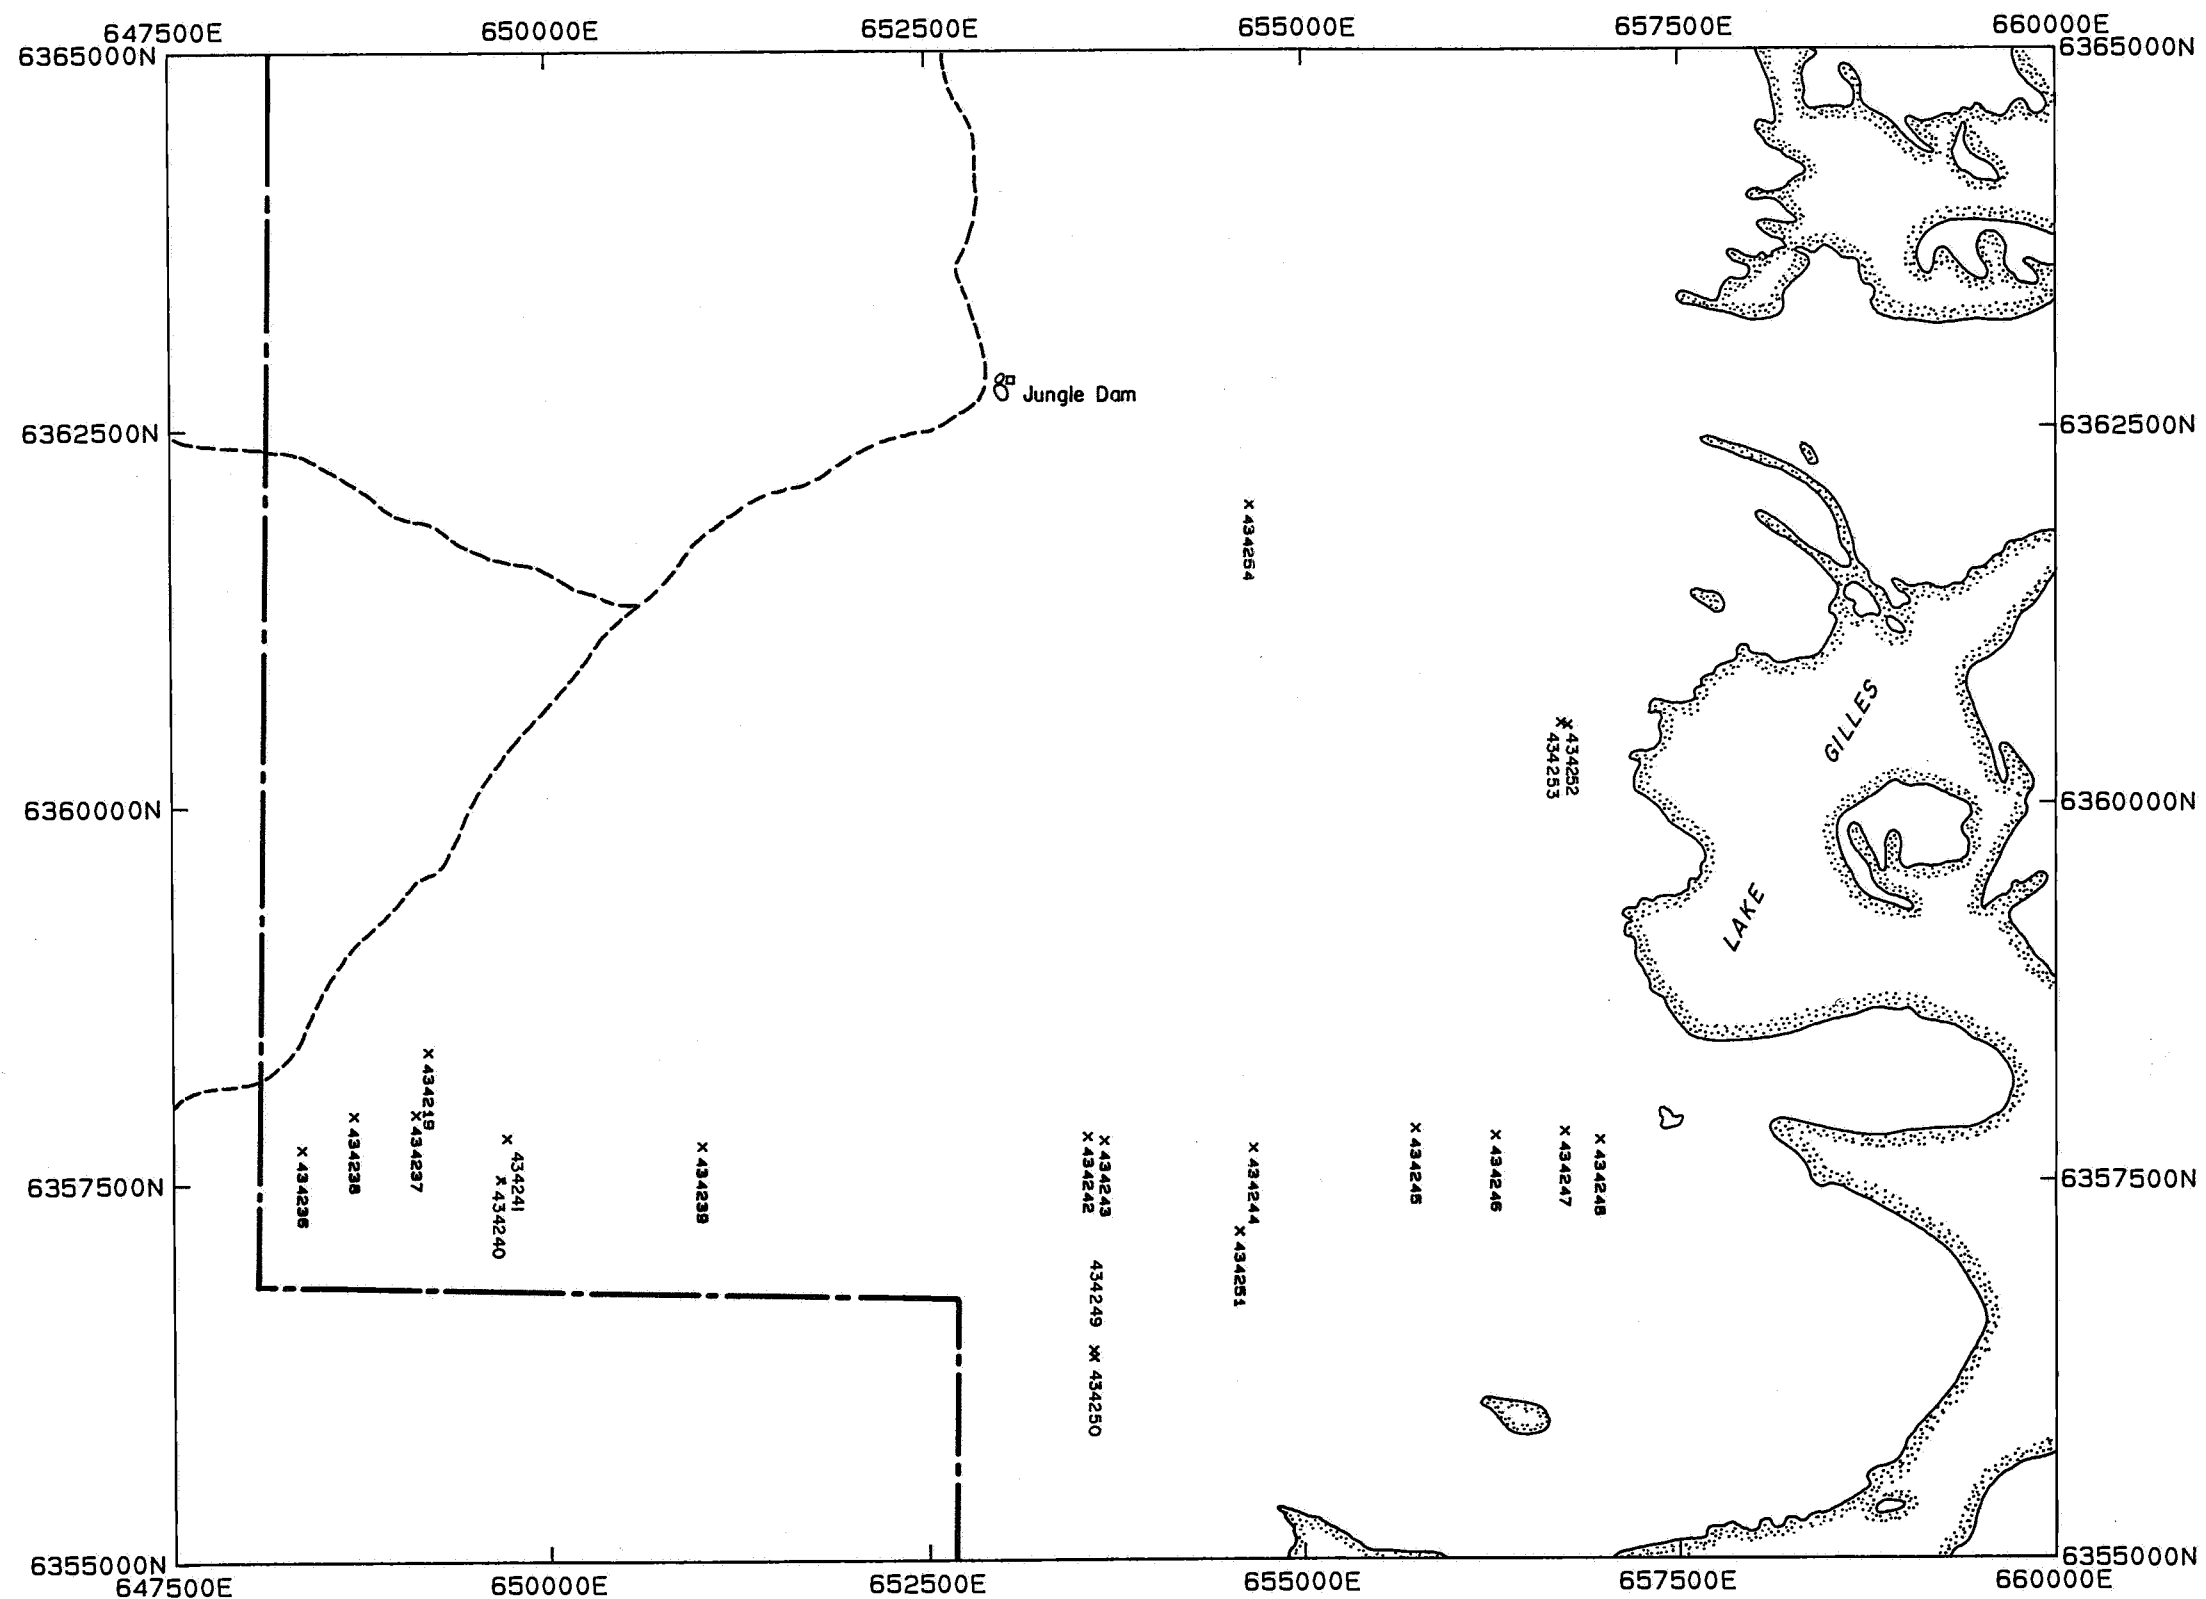 647500E 650000E 652500E 655000E 657500E 660000E
6365000N 6365000N
Jungle Dam
6362500N 6362500N
434254
GILLES
434252
434253
6360000N 6360000N
LAKE
434219
434238
434237
434236
434241
434240
434239
434243
434242
434244
434245
434246
434247
434248
6357500N 6357500N
434251
434249
434250
6355000N 6355000N
647500E 650000E 652500E 655000E 657500E 660000E